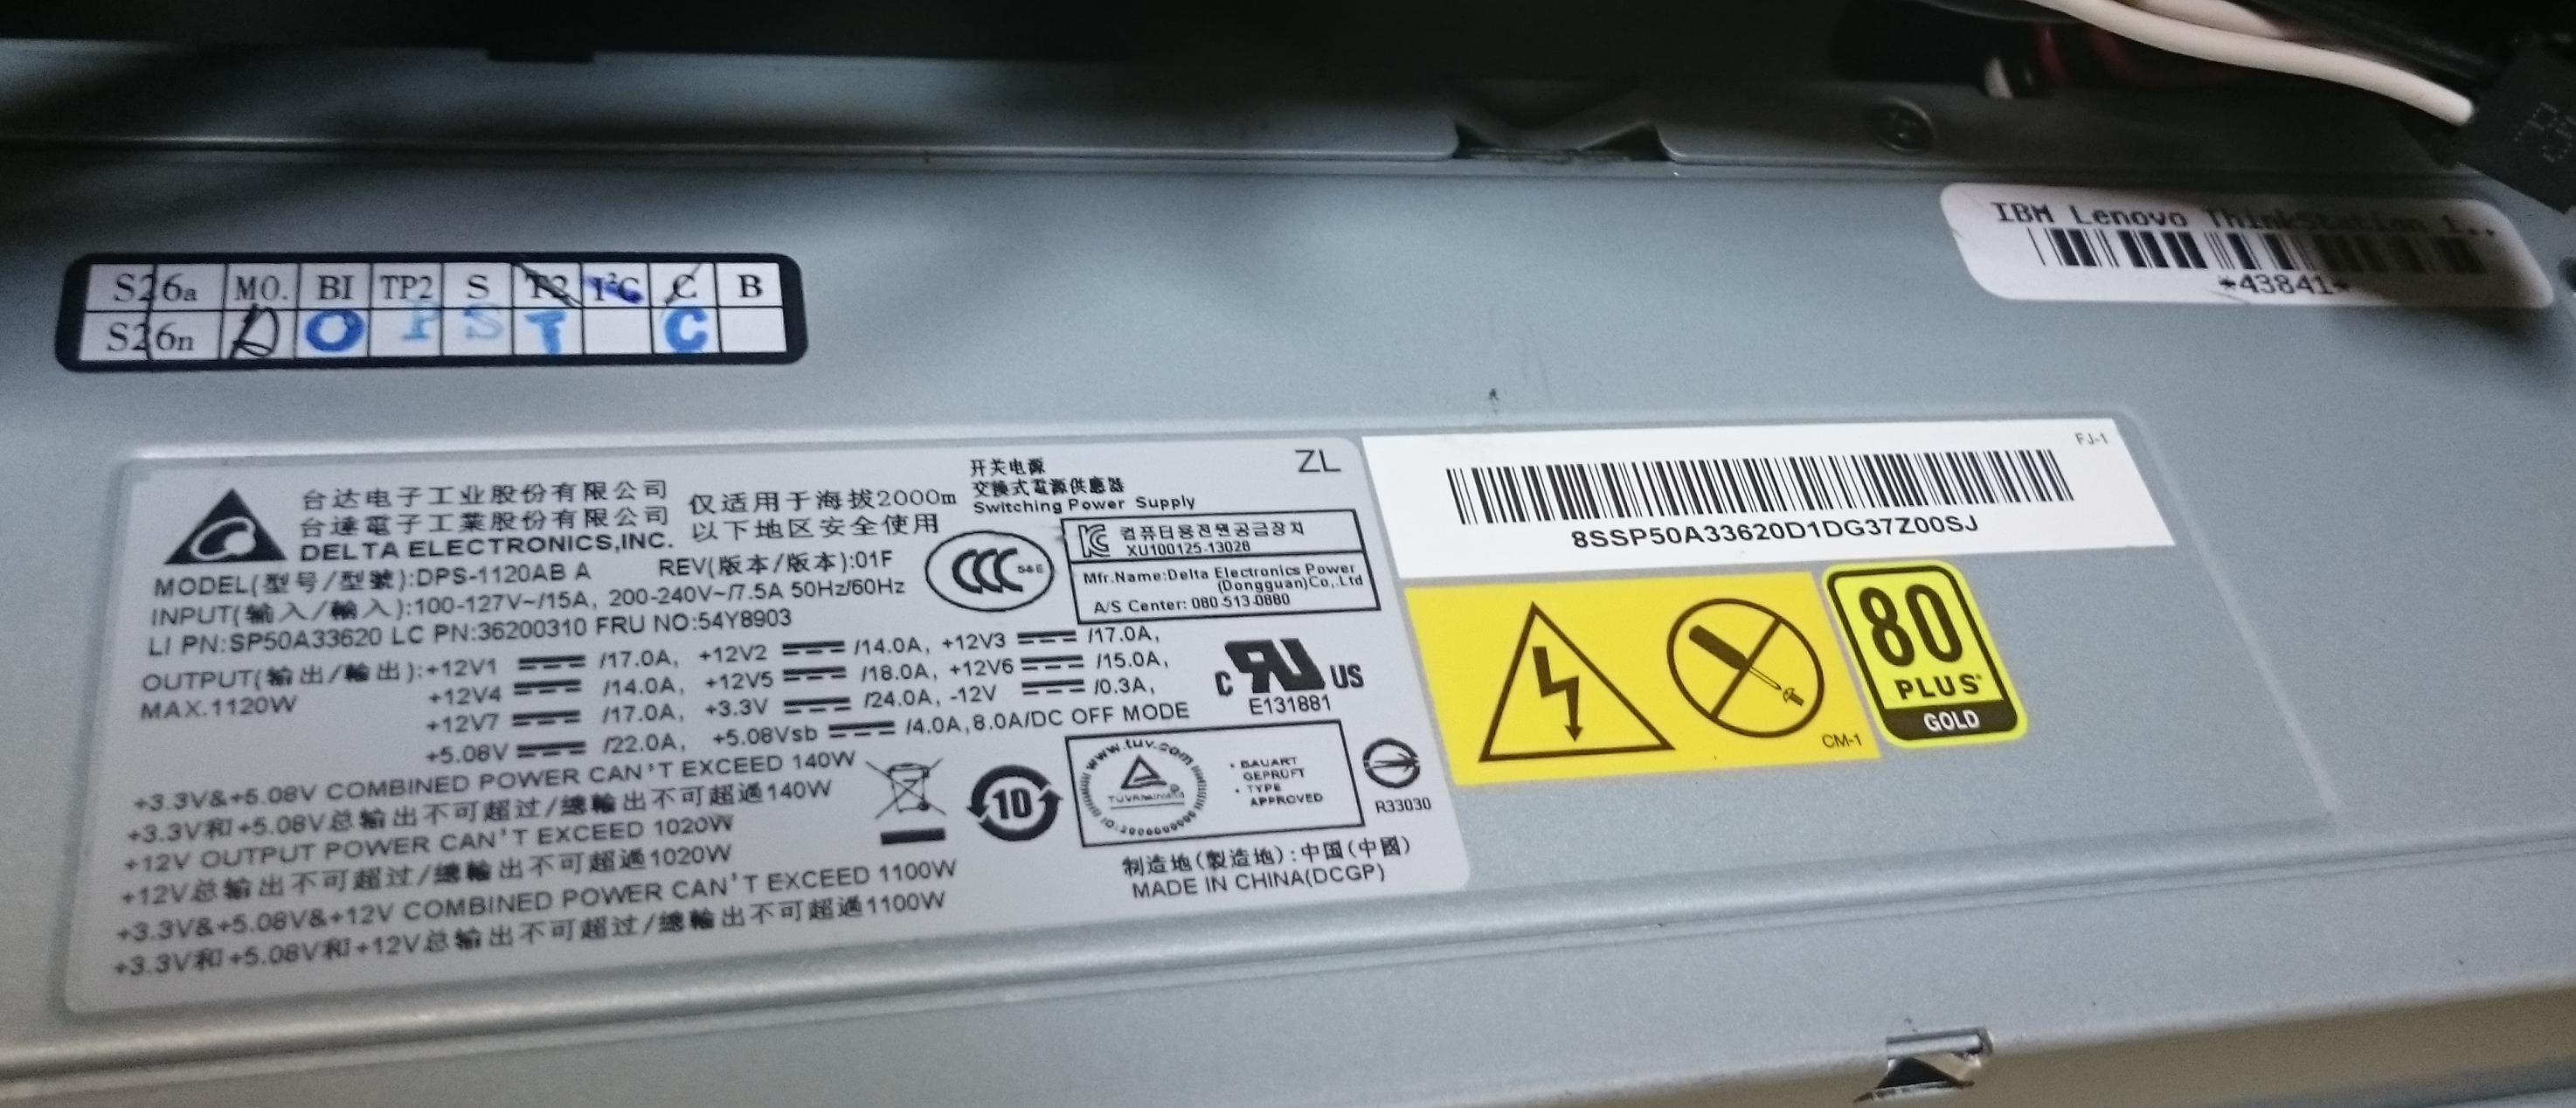 IBM Lenovo ThinkStation 1..
*43841*
S26a MO. BI TP2 S T2 I²C C B
S26n D O P S T C
ZL
台达电子工业股份有限公司
台達電子工業股份有限公司
DELTA ELECTRONICS,INC.
仅适用于海拔2000m
以下地区安全使用
开关电源
交換式電源供應器
Switching Power Supply
MODEL(型号/型號):DPS-1120AB A REV(版本/版本):01F
INPUT(输入/輸入):100-127V~/15A, 200-240V~/7.5A 50Hz/60Hz
LI PN:SP50A33620 LC PN:36200310 FRU NO:54Y8903
OUTPUT(输出/輸出):+12V1 /17.0A, +12V2 /14.0A, +12V3 /17.0A,
MAX.1120W +12V4 /14.0A, +12V5 /18.0A, +12V6 /15.0A,
+12V7 /17.0A, +3.3V /24.0A, -12V /0.3A,
+5.08V /22.0A, +5.08Vsb /4.0A,8.0A/DC OFF MODE
+3.3V&+5.08V COMBINED POWER CAN'T EXCEED 140W
+3.3V和+5.08V总输出不可超过/總輸出不可超過140W
+12V OUTPUT POWER CAN'T EXCEED 1020W
+12V总输出不可超过/總輸出不可超過1020W
+3.3V&+5.08V&+12V COMBINED POWER CAN'T EXCEED 1100W
+3.3V和+5.08V和+12V总输出不可超过/總輸出不可超過1100W
CCC S&E
컴퓨터용전원공급장치
XU100125-13028
Mfr.Name:Delta Electronics Power
(Dongguan)Co,.Ltd
A/S Center: 080-513-0880
C US
E131881
10
www.tuv.com
TÜVRheinland
• BAUART
GEPRÜFT
• TYPE
APPROVED
R33030
制造地(製造地):中国(中國)
MADE IN CHINA(DCGP)
FJ-1
8SSP50A33620D1DG37Z00SJ
CM-1
80
PLUS
GOLD